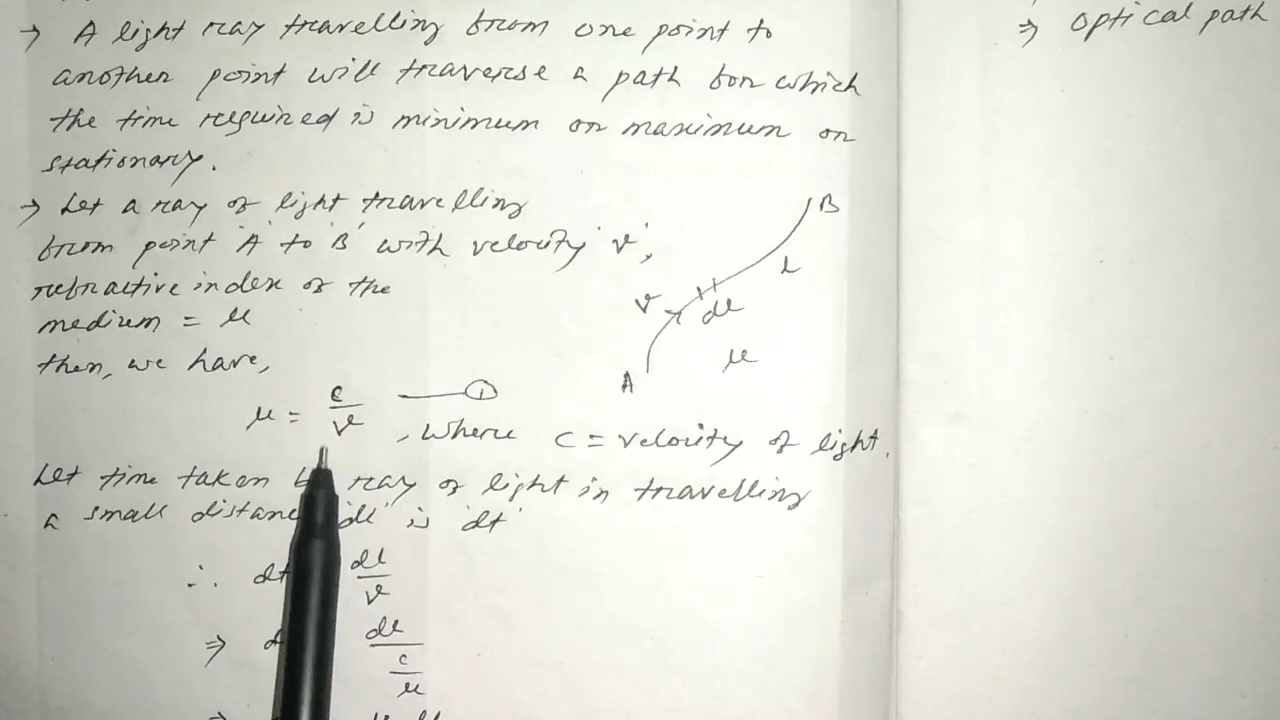 → A light ray travelling from one point to
another point will traverse a path for which
the time required is minimum or maximum or
stationary.
→ Let a ray of light travelling
from point 'A' to 'B' with velocity 'v',
refractive index of the
medium = μ
then, we have,
μ = c/v —— ①
, where c = velocity of light.
Let time taken ray of light in travelling
a small distance 'dl' is 'dt'
∴ dt dl/v
⇒ dl/(c/μ)
⇒
B
l
v
dl
μ
A
⇒ Optical path